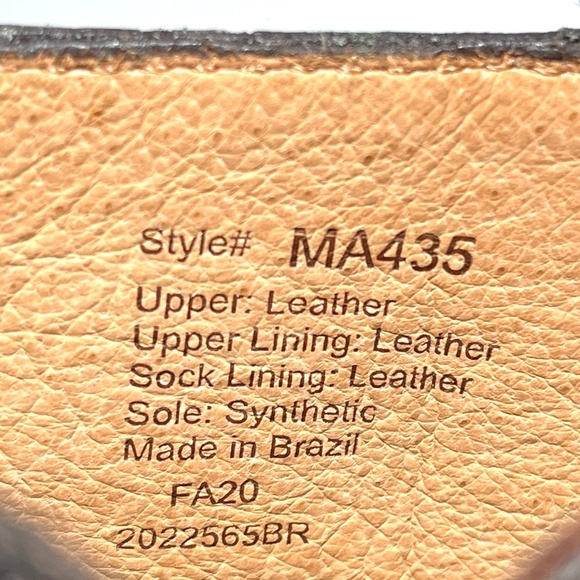 Style# MA435
Upper: Leather
Upper Lining: Leather
Sock Lining: Leather
Sole: Synthetic
Made in Brazil
FA20
2022565BR